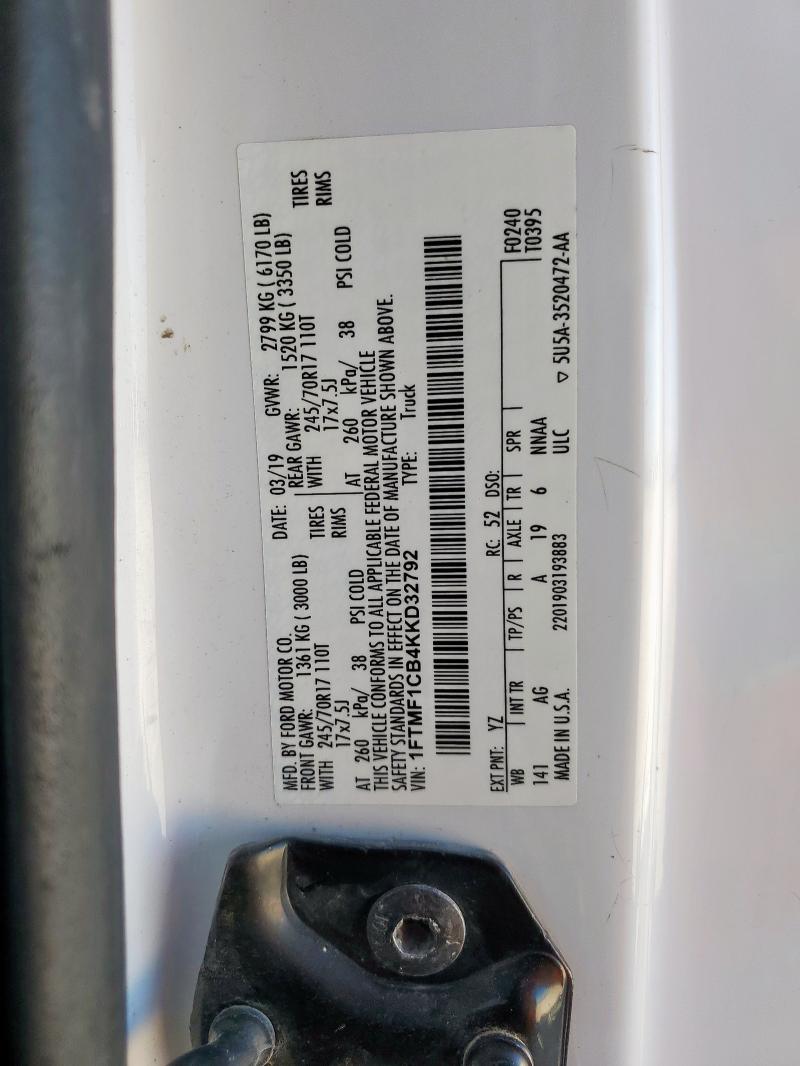 MFD. BY FORD MOTOR CO. DATE: 03/19 GVWR: 2799 KG ( 6170 LB)
FRONT GAWR: 1361 KG ( 3000 LB) REAR GAWR: 1520 KG ( 3350 LB)
WITH 245/70R17 110T TIRES WITH 245/70R17 110T TIRES
17x7.5J RIMS 17x7.5J RIMS
AT 260 kPa/ 38 PSI COLD AT 260 kPa/ 38 PSI COLD
THIS VEHICLE CONFORMS TO ALL APPLICABLE FEDERAL MOTOR VEHICLE
SAFETY STANDARDS IN EFFECT ON THE DATE OF MANUFACTURE SHOWN ABOVE.
VIN: 1FTMF1CB4KKD32792 TYPE: Truck
EXT PNT: YZ RC: 52 DSO: F0240
WB INT TR TP/PS R AXLE TR SPR T0395
141 AG A 19 6 NNAA
MADE IN U.S.A. 2201903193883 ULC ▽ 5U5A-3520472-AA